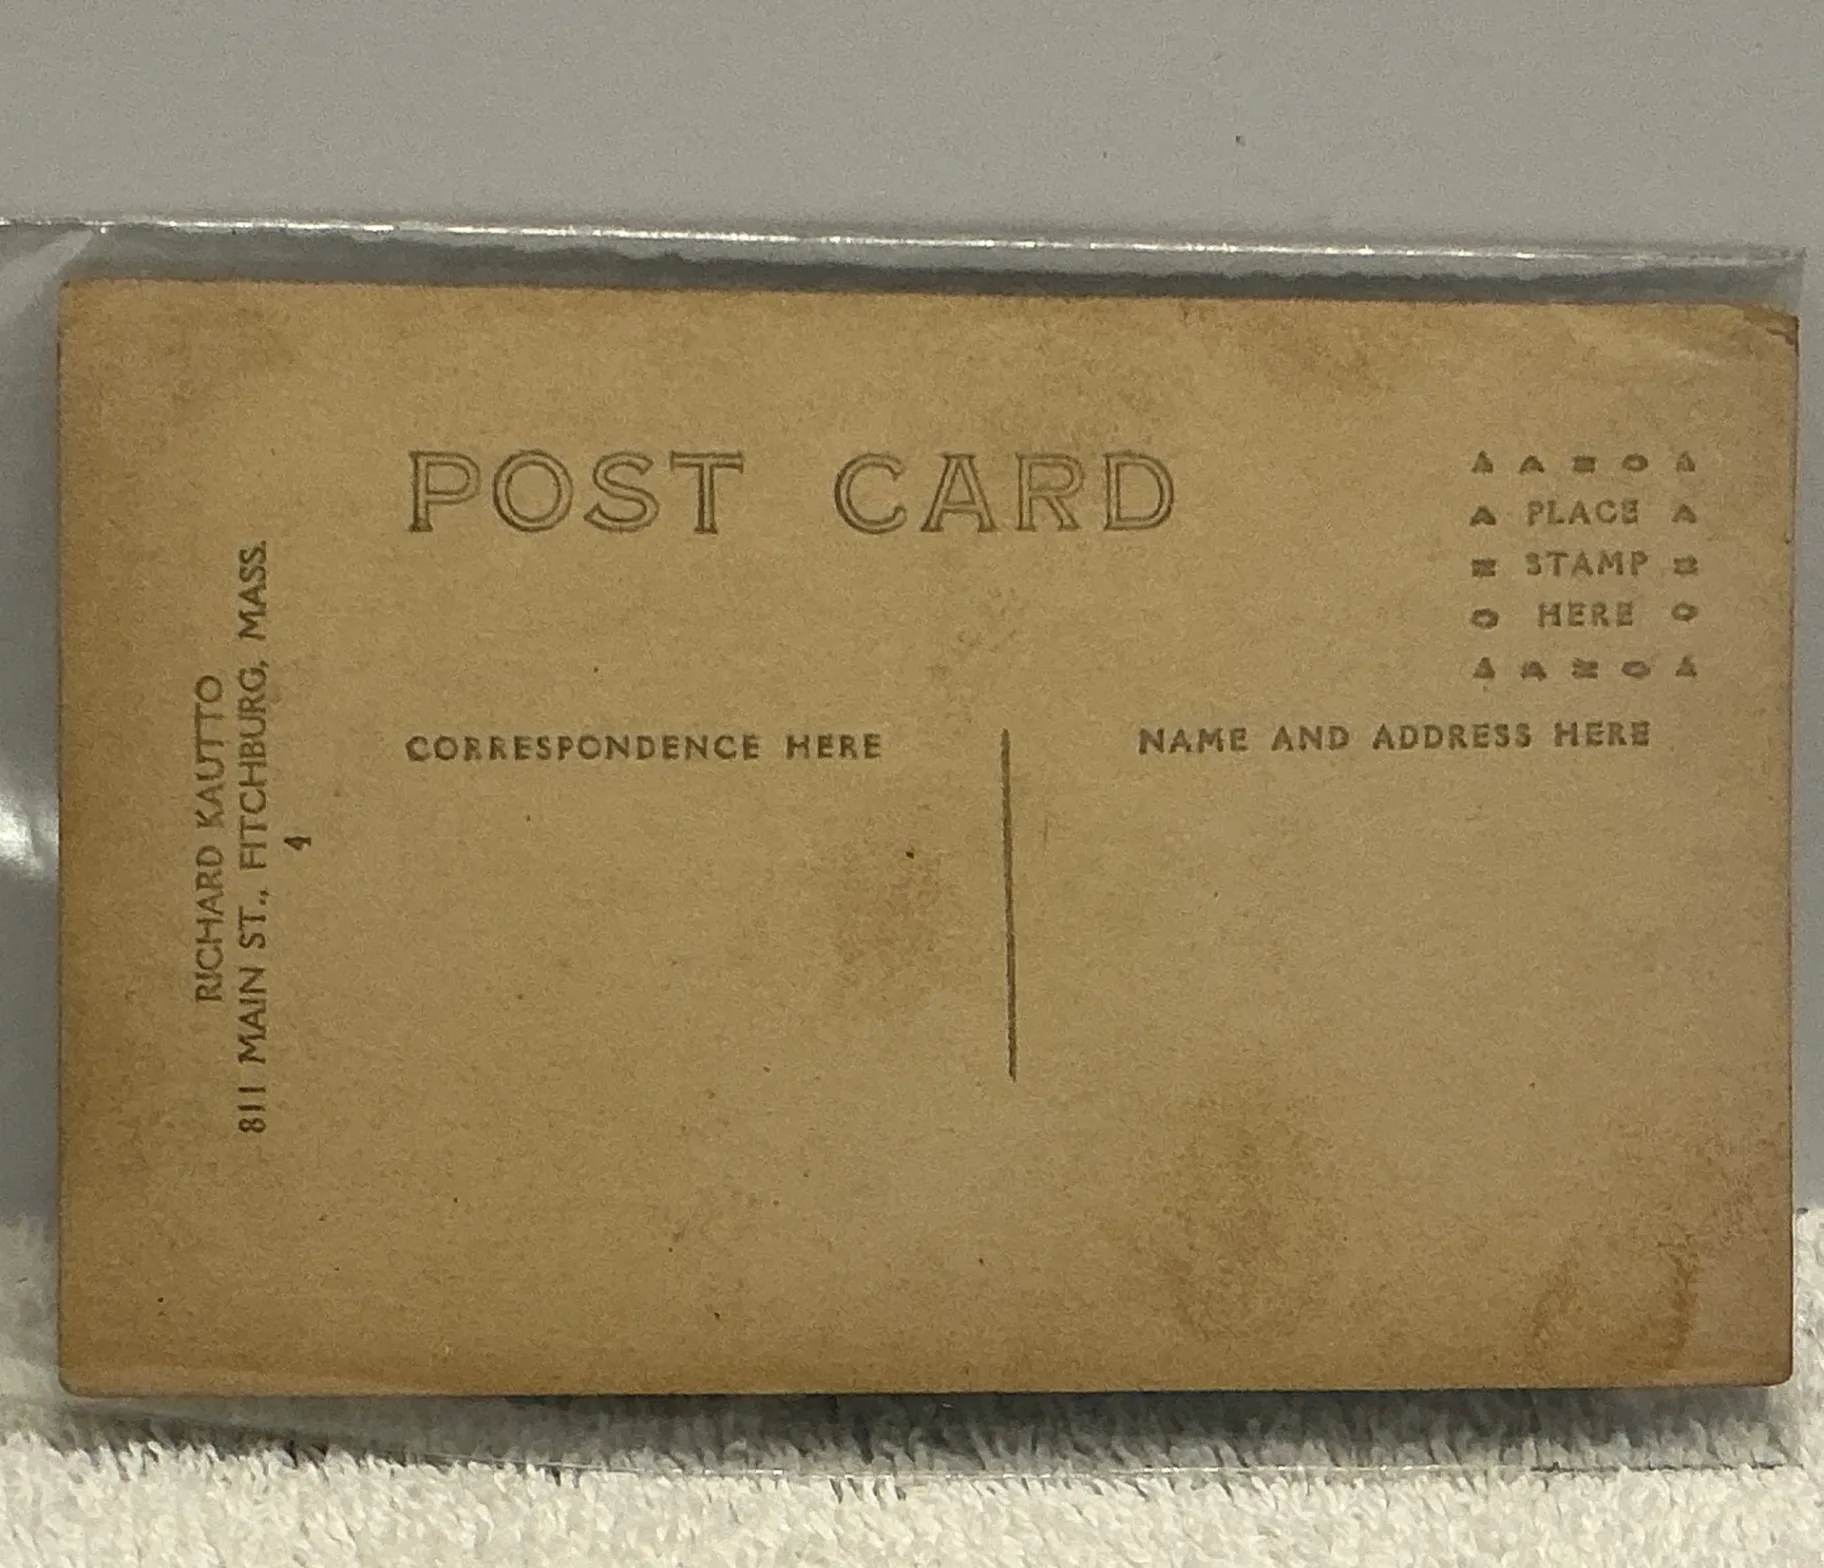 POST CARD
PLACE
STAMP
HERE
CORRESPONDENCE HERE
NAME AND ADDRESS HERE
RICHARD KAUTTO
811 MAIN ST., FITCHBURG, MASS.
4